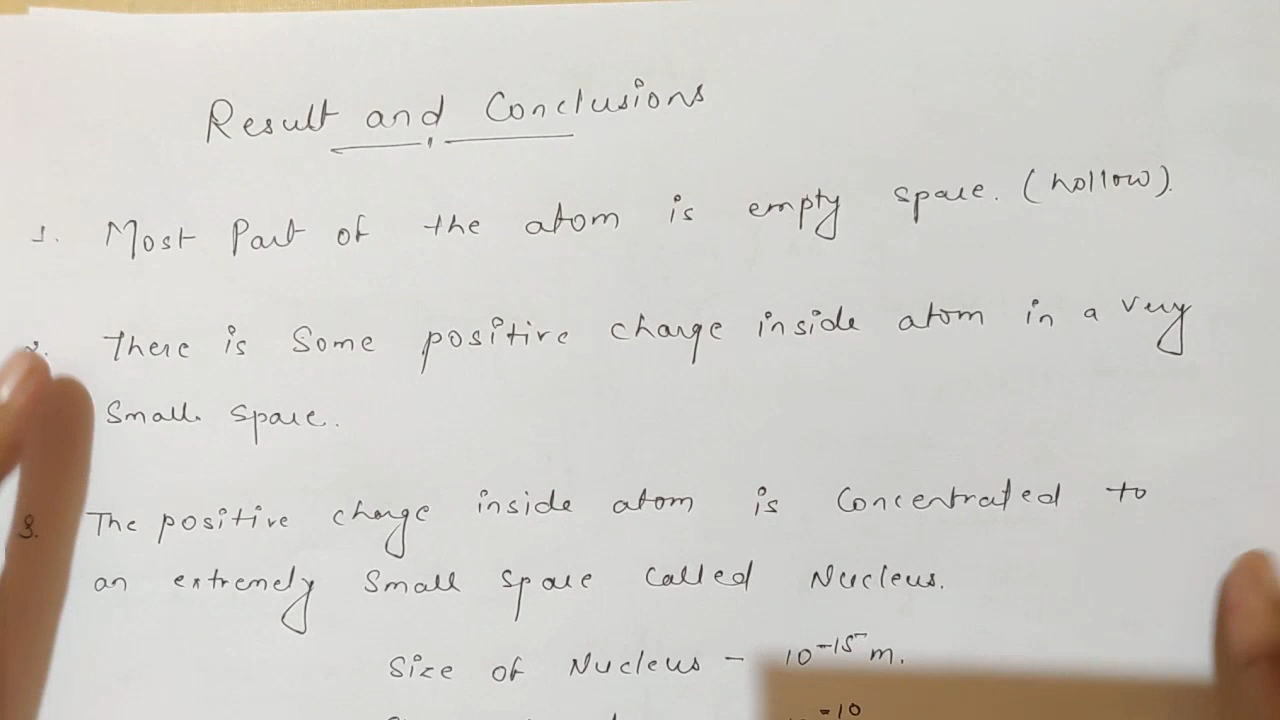 Result and Conclusions
1. Most Part of the atom is empty space. (hollow).
2. there is Some positive charge inside atom in a very
Small space.
3. The positive charge inside atom is Concentrated to
an extremely Small space called Nucleus.
Size of Nucleus - 10⁻¹⁵ m.
⁻¹⁰